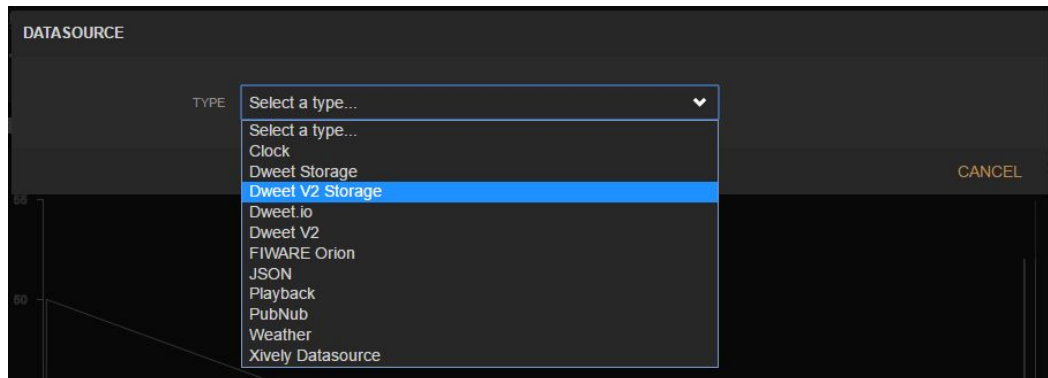 DATASOURCE
TYPE Select a type...
Select a type...
Clock
Dweet Storage
Dweet V2 Storage
Dweet.io
Dweet V2
FIWARE Orion
JSON
Playback
PubNub
Weather
Xively Datasource
CANCEL
60